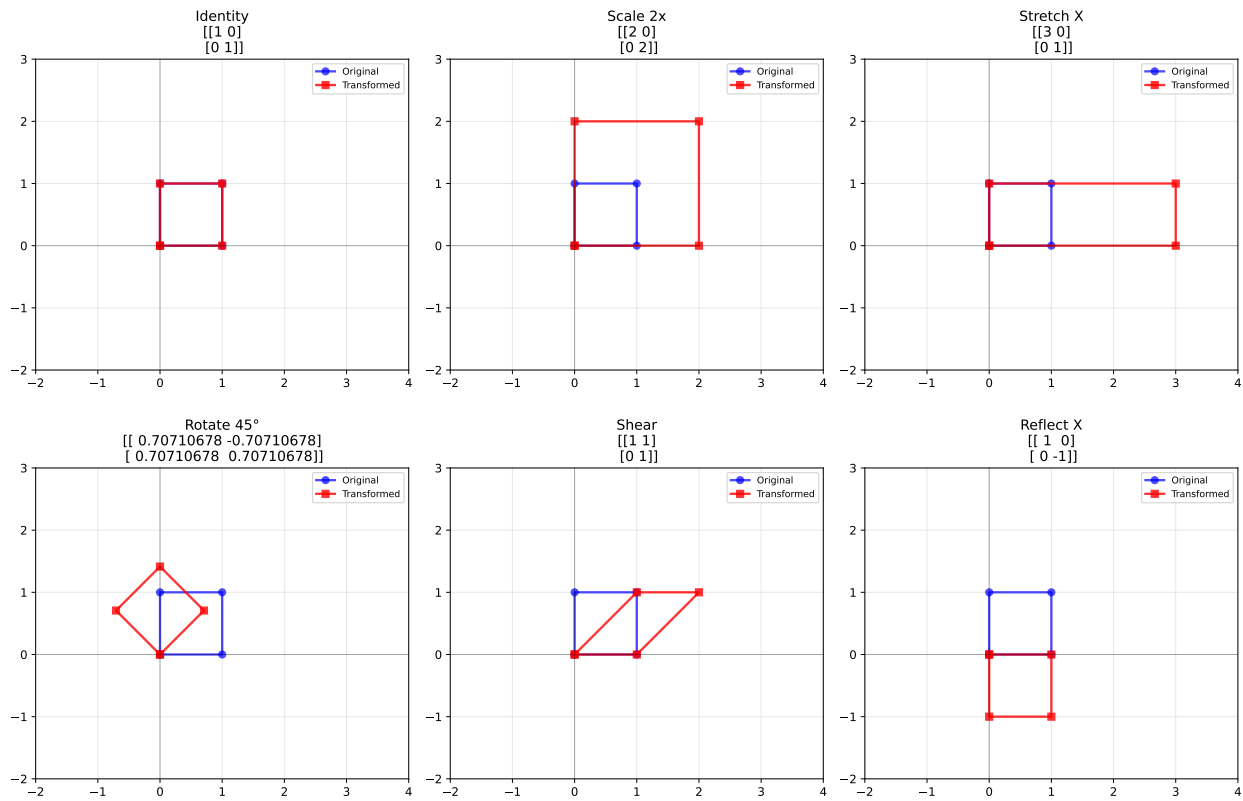 Identity
[[1 0]
[0 1]]
3
2
1
0
−1
−2
−2 −1 0 1 2 3 4
Original
Transformed
Scale 2x
[[2 0]
[0 2]]
3
2
1
0
−1
−2
−2 −1 0 1 2 3 4
Original
Transformed
Stretch X
[[3 0]
[0 1]]
3
2
1
0
−1
−2
−2 −1 0 1 2 3 4
Original
Transformed
Rotate 45°
[[ 0.70710678 -0.70710678]
[ 0.70710678 0.70710678]]
3
2
1
0
−1
−2
−2 −1 0 1 2 3 4
Original
Transformed
Shear
[[1 1]
[0 1]]
3
2
1
0
−1
−2
−2 −1 0 1 2 3 4
Original
Transformed
Reflect X
[[ 1 0]
[ 0 -1]]
3
2
1
0
−1
−2
−2 −1 0 1 2 3 4
Original
Transformed